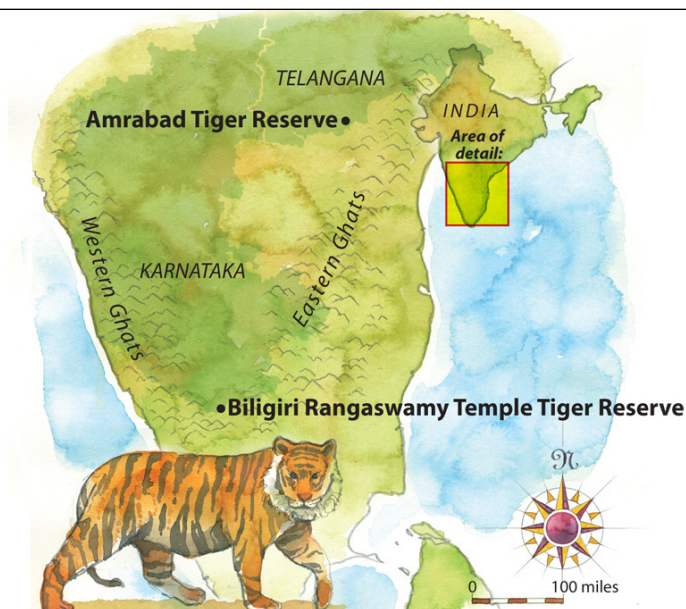 TELANGANA
Amrabad Tiger Reserve
INDIA
Area of
detail:
Western Ghats
KARNATAKA
Eastern Ghats
Biligiri Rangaswamy Temple Tiger Reserve
N
0 100 miles